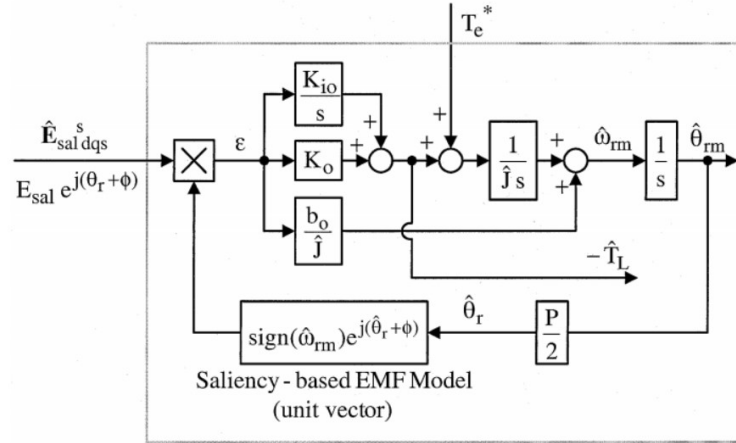 T_e^*
Ê_sal dqs^s
E_sal e^{j(θ_r+ϕ)}
×
ε
K_io
s
K_o
b_o
Ĵ
+
+
+
+
1
Ĵ s
+
+
ω̂_rm
1
s
θ̂_rm
− T̂_L
sign(ω̂_rm)e^{j(θ̂_r+ϕ)}
θ̂_r
P
2
Saliency - based EMF Model
(unit vector)